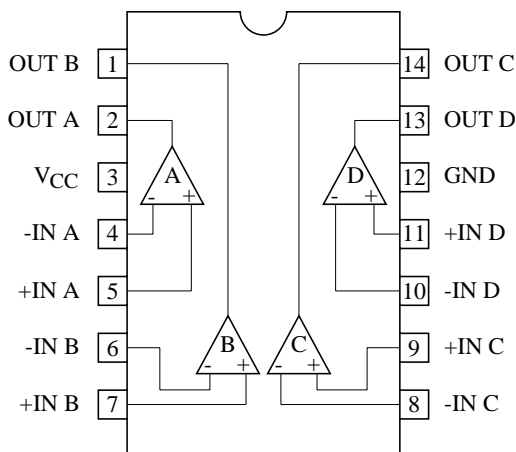 OUT B 1 14 OUT C
OUT A 2 13 OUT D
VCC 3 A D 12 GND
- + - +
-IN A 4 11 +IN D
+IN A 5 10 -IN D
-IN B 6 B C 9 +IN C
- + - +
+IN B 7 8 -IN C